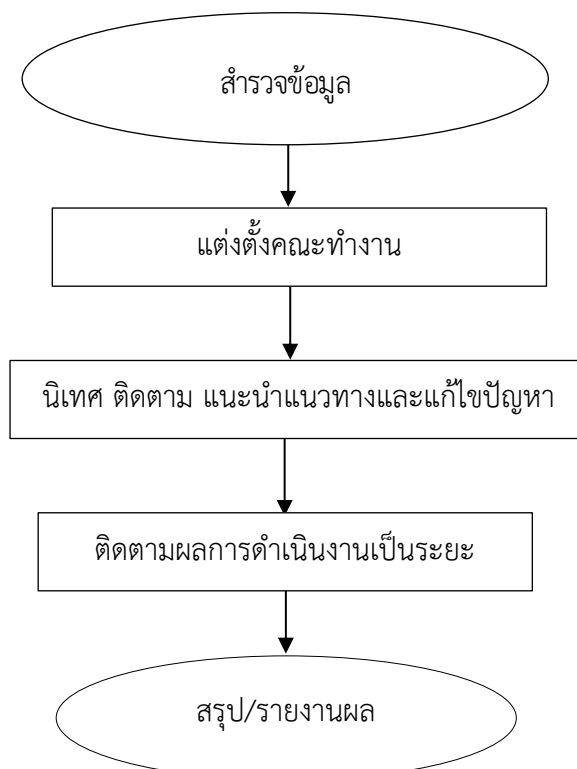 สำรวจข้อมูล
แต่งตั้งคณะทำงาน
นิเทศ ติดตาม แนะนำแนวทางและแก้ไขปัญหา
ติดตามผลการดำเนินงานเป็นระยะ
สรุป/รายงานผล